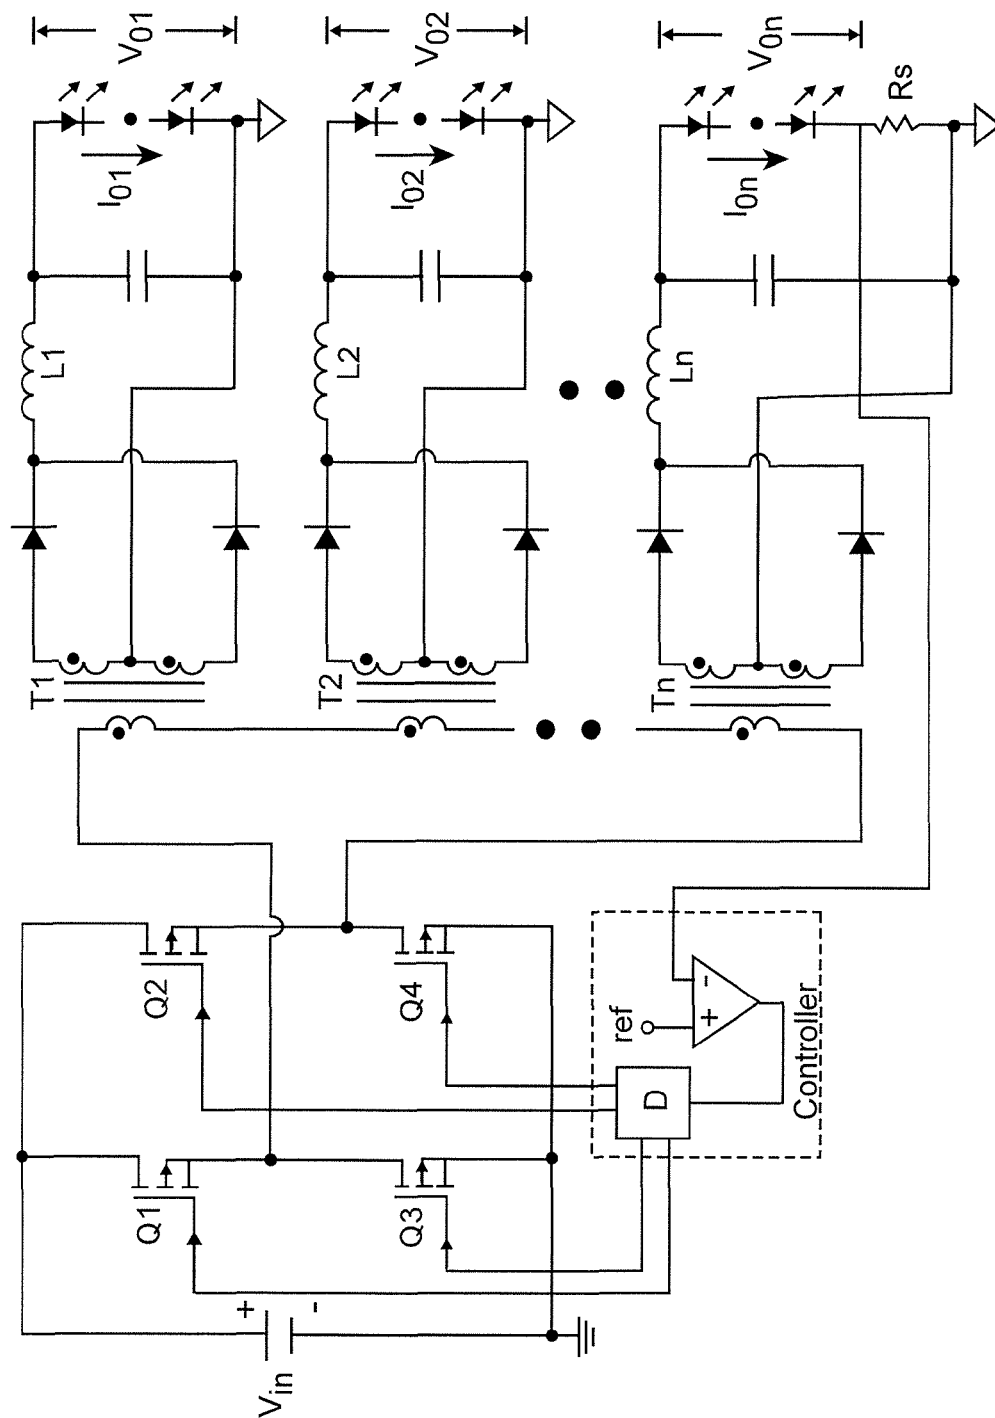 V01
V02
V0n
I01
I02
I0n
Rs
L1
L2
Ln
T1
T2
Tn
Q2
Q4
Q1
Q3
+
-
Vin
ref
+
-
D
Controller